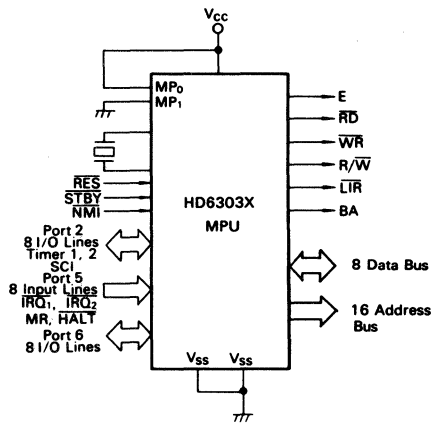 VCC
MP0
MP1
RES
STBY
NMI
Port 2
8 I/O Lines
Timer 1, 2
SCI
Port 5
8 Input Lines
IRQ1, IRQ2
MR, HALT
Port 6
8 I/O Lines
HD6303X
MPU
VSS VSS
E
RD
WR
R/W
LIR
BA
8 Data Bus
16 Address
Bus